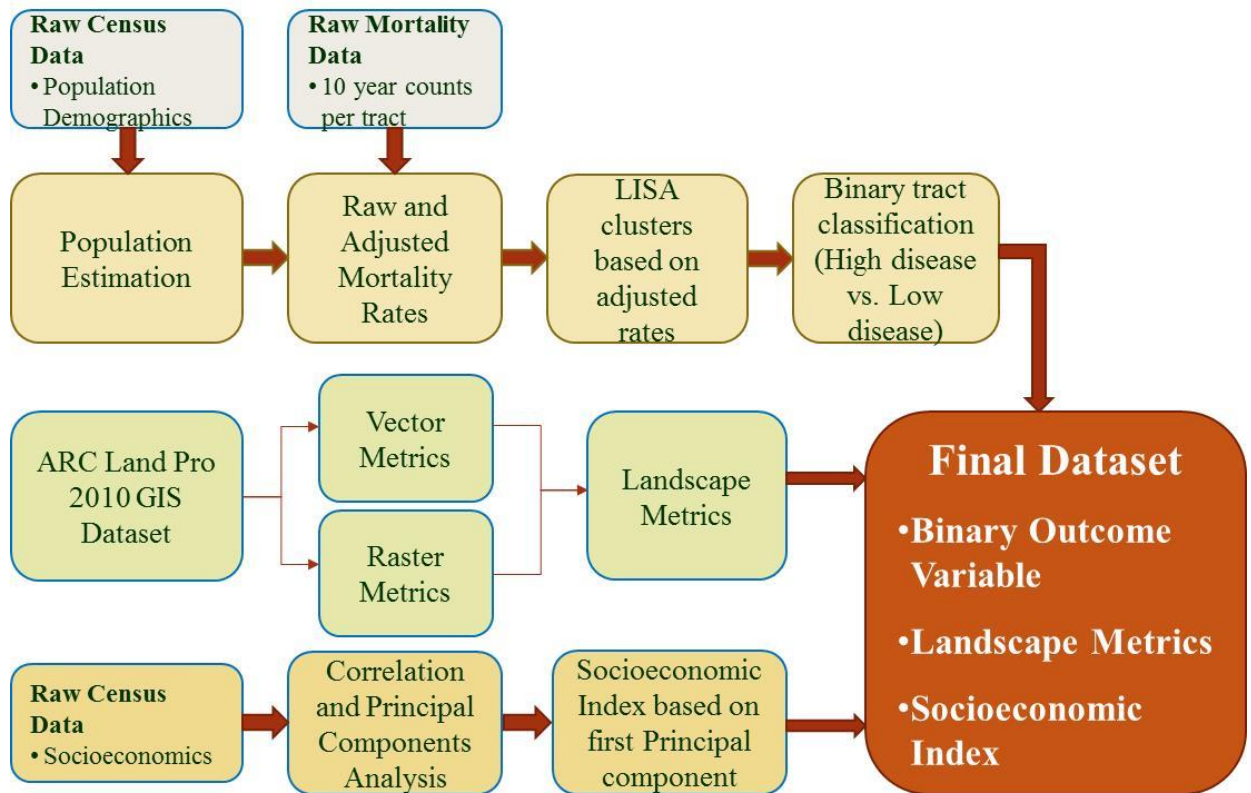 Raw Census
Data
• Population
Demographics
Raw Mortality
Data
• 10 year counts
per tract
Population
Estimation
Raw and
Adjusted
Mortality
Rates
LISA
clusters
based on
adjusted
rates
Binary tract
classification
(High disease
vs. Low
disease)
ARC Land Pro
2010 GIS
Dataset
Vector
Metrics
Raster
Metrics
Landscape
Metrics
Raw Census
Data
• Socioeconomics
Correlation
and Principal
Components
Analysis
Socioeconomic
Index based on
first Principal
component
Final Dataset
•Binary Outcome
Variable
•Landscape Metrics
•Socioeconomic
Index